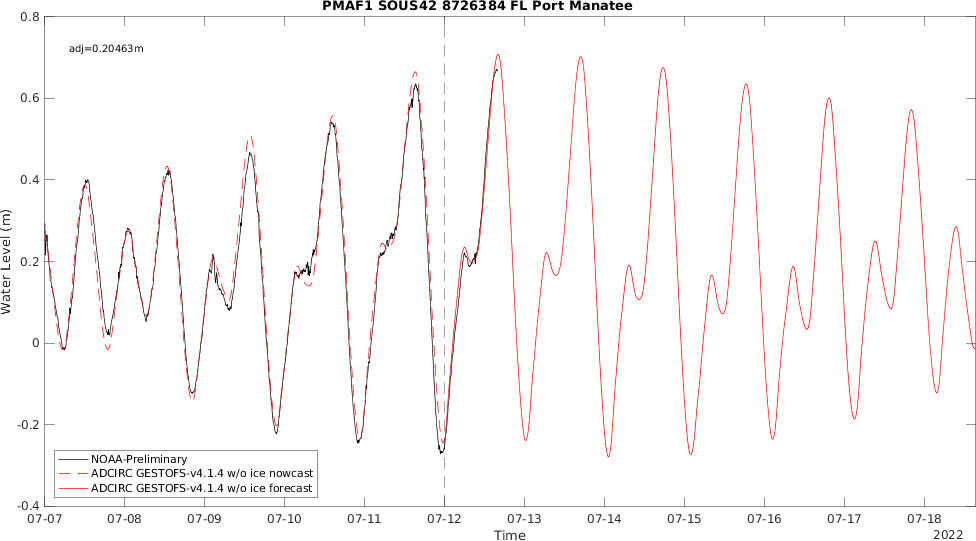 PMAF1 SOUS42 8726384 FL Port Manatee
0.8
adj=0.20463m
0.6
0.4
0.2
0
-0.2
-0.4
Water Level (m)
NOAA-Preliminary
ADCIRC GESTOFS-v4.1.4 w/o ice nowcast
ADCIRC GESTOFS-v4.1.4 w/o ice forecast
07-07 07-08 07-09 07-10 07-11 07-12 07-13 07-14 07-15 07-16 07-17 07-18
Time
2022